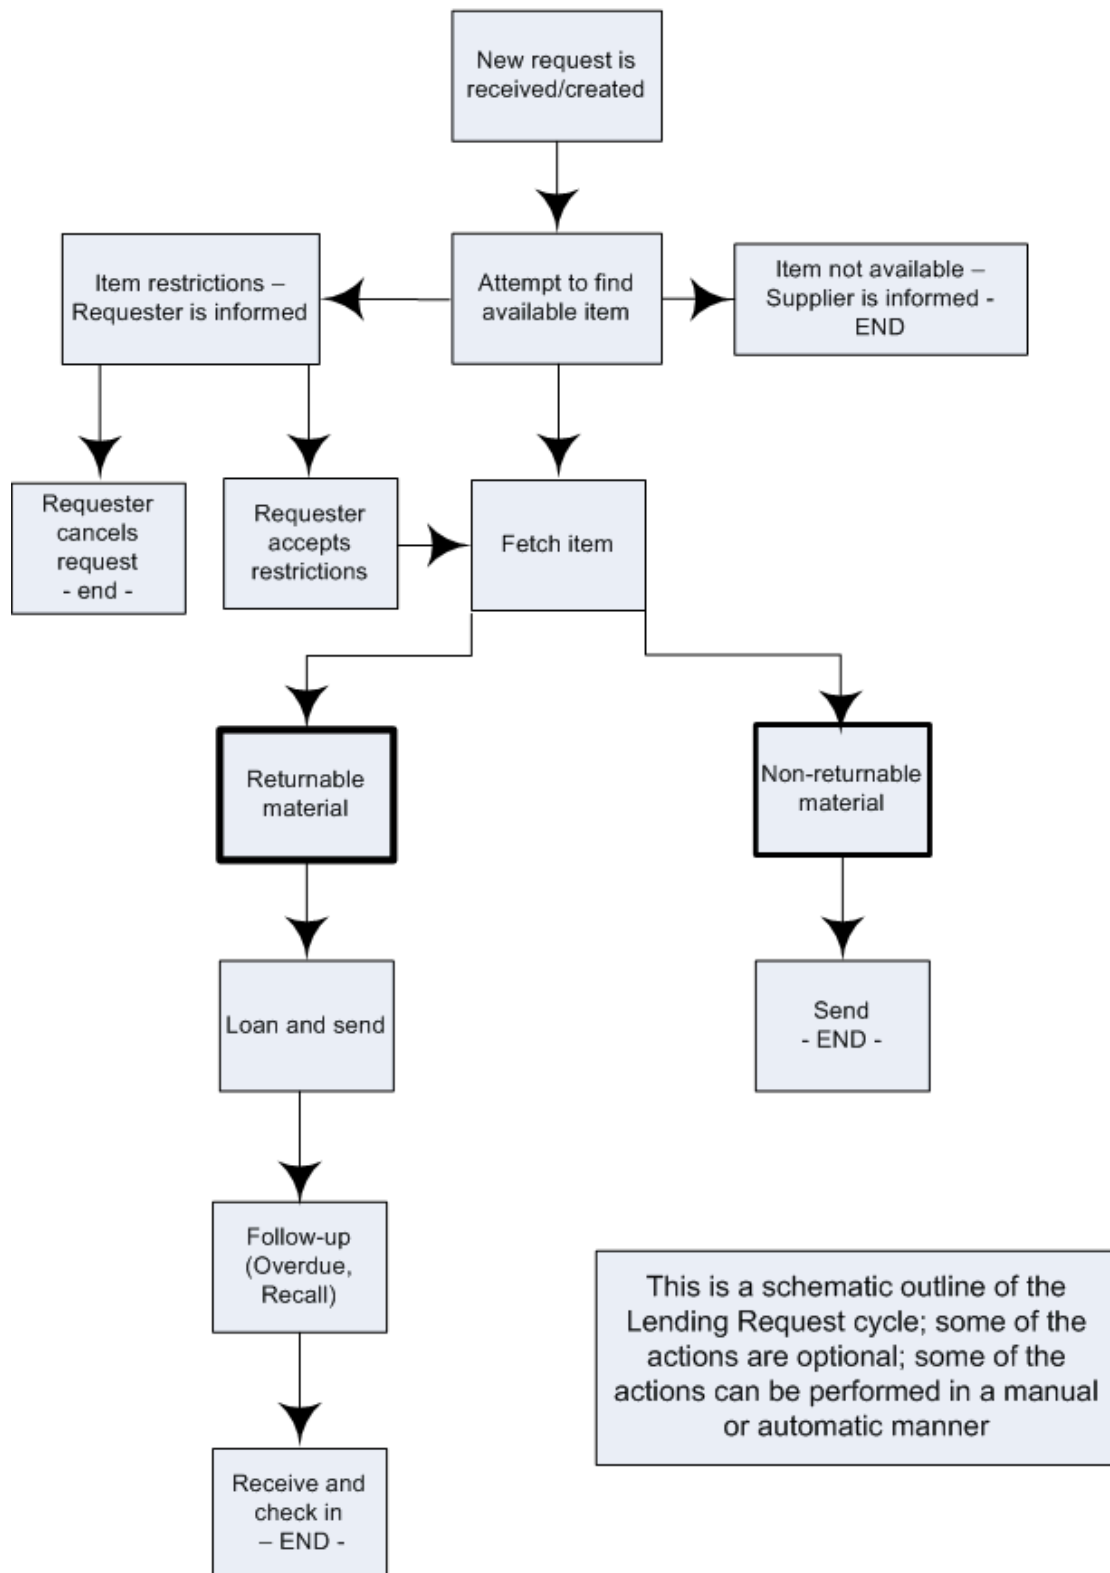 New request is
received/created
Item restrictions –
Requester is informed
Attempt to find
available item
Item not available –
Supplier is informed -
END
Requester
cancels
request
- end -
Requester
accepts
restrictions
Fetch item
Returnable
material
Non-returnable
material
Loan and send
Send
- END -
Follow-up
(Overdue,
Recall)
This is a schematic outline of the
Lending Request cycle; some of the
actions are optional; some of the
actions can be performed in a manual
or automatic manner
Receive and
check in
– END -